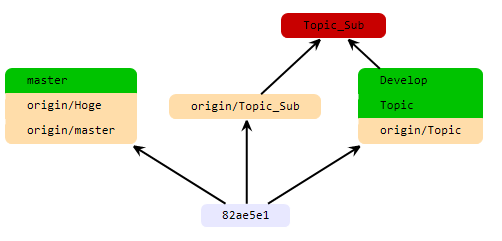 Topic_Sub
master
origin/Hoge
origin/master
origin/Topic_Sub
Develop
Topic
origin/Topic
82ae5e1